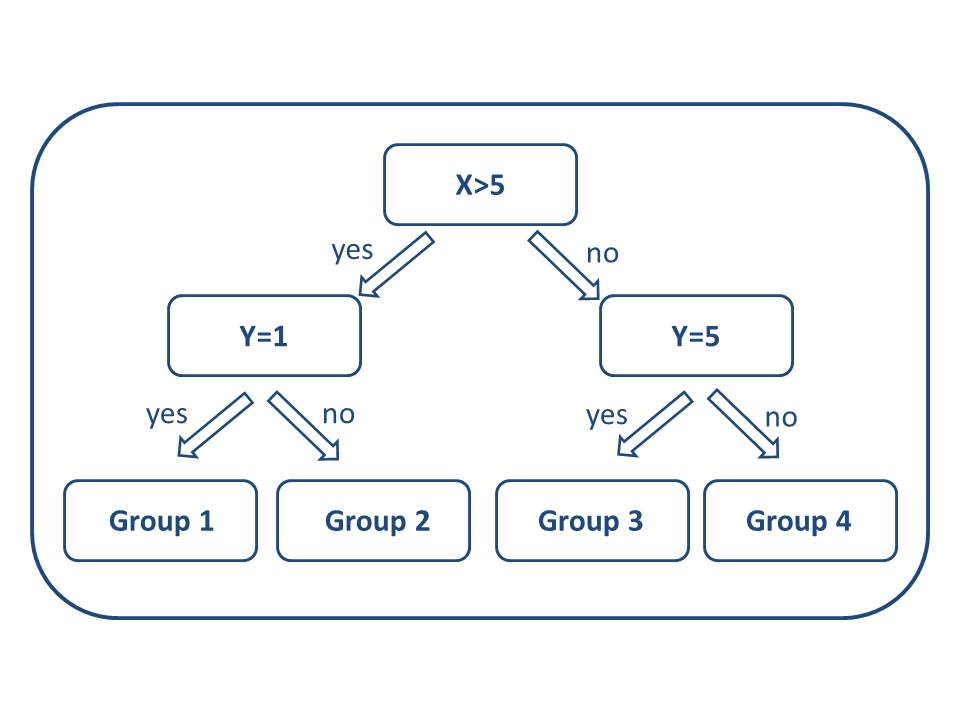 X>5
yes
no
Y=1
Y=5
yes
no
yes
no
Group 1
Group 2
Group 3
Group 4